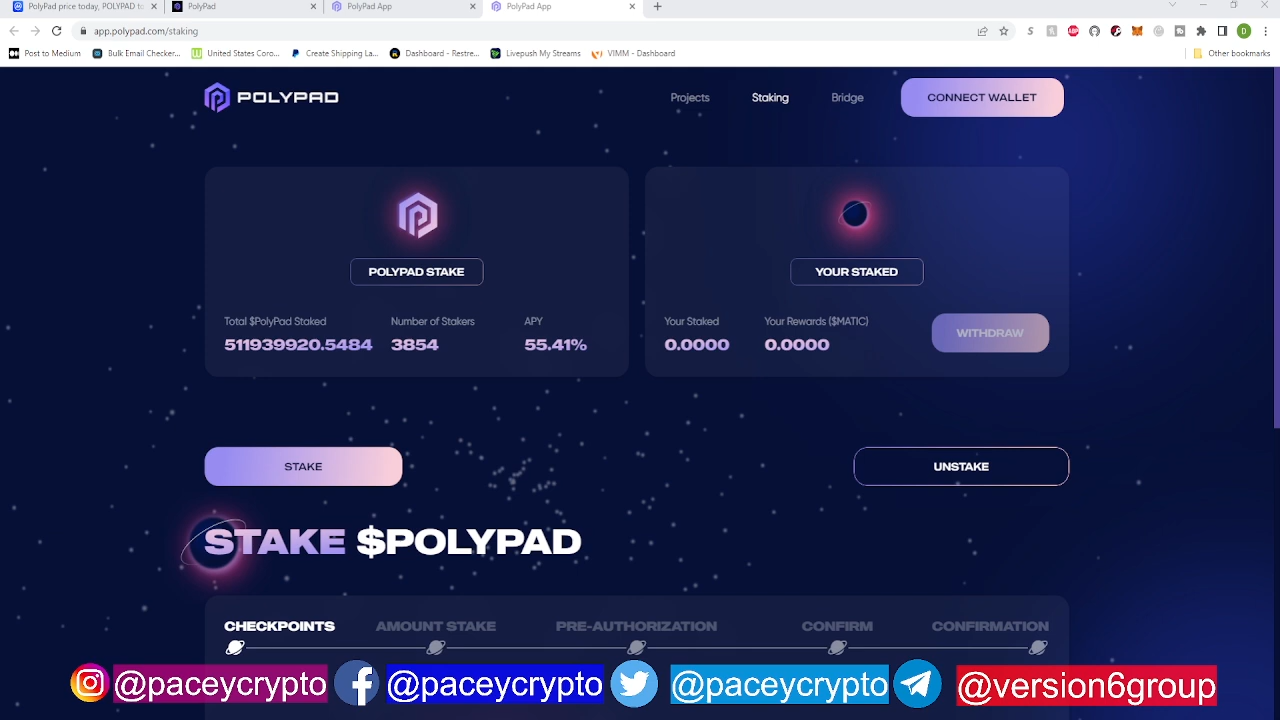 PolyPad price today, POLYPAD to
PolyPad
PolyPad App
PolyPad App
app.polypad.com/staking
Post to Medium
Bulk Email Checker...
United States Coro...
Create Shipping La...
Dashboard - Restre...
Livepush My Streams
VIMM - Dashboard
Other bookmarks
POLYPAD
Projects
Staking
Bridge
CONNECT WALLET
POLYPAD STAKE
Total $PolyPad Staked
Number of Stakers
APY
511939920.5484
3854
55.41%
YOUR STAKED
Your Staked
Your Rewards ($MATIC)
0.0000
0.0000
WITHDRAW
STAKE
UNSTAKE
STAKE $POLYPAD
CHECKPOINTS
AMOUNT STAKE
PRE-AUTHORIZATION
CONFIRM
CONFIRMATION
@paceycrypto
@paceycrypto
@paceycrypto
@version6group